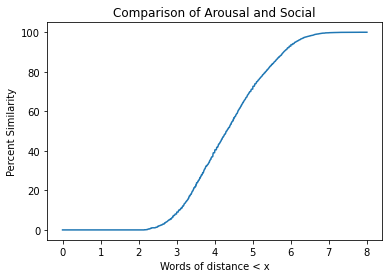 Comparison of Arousal and Social
Percent Similarity
100
80
60
40
20
0
0 1 2 3 4 5 6 7 8
Words of distance < x